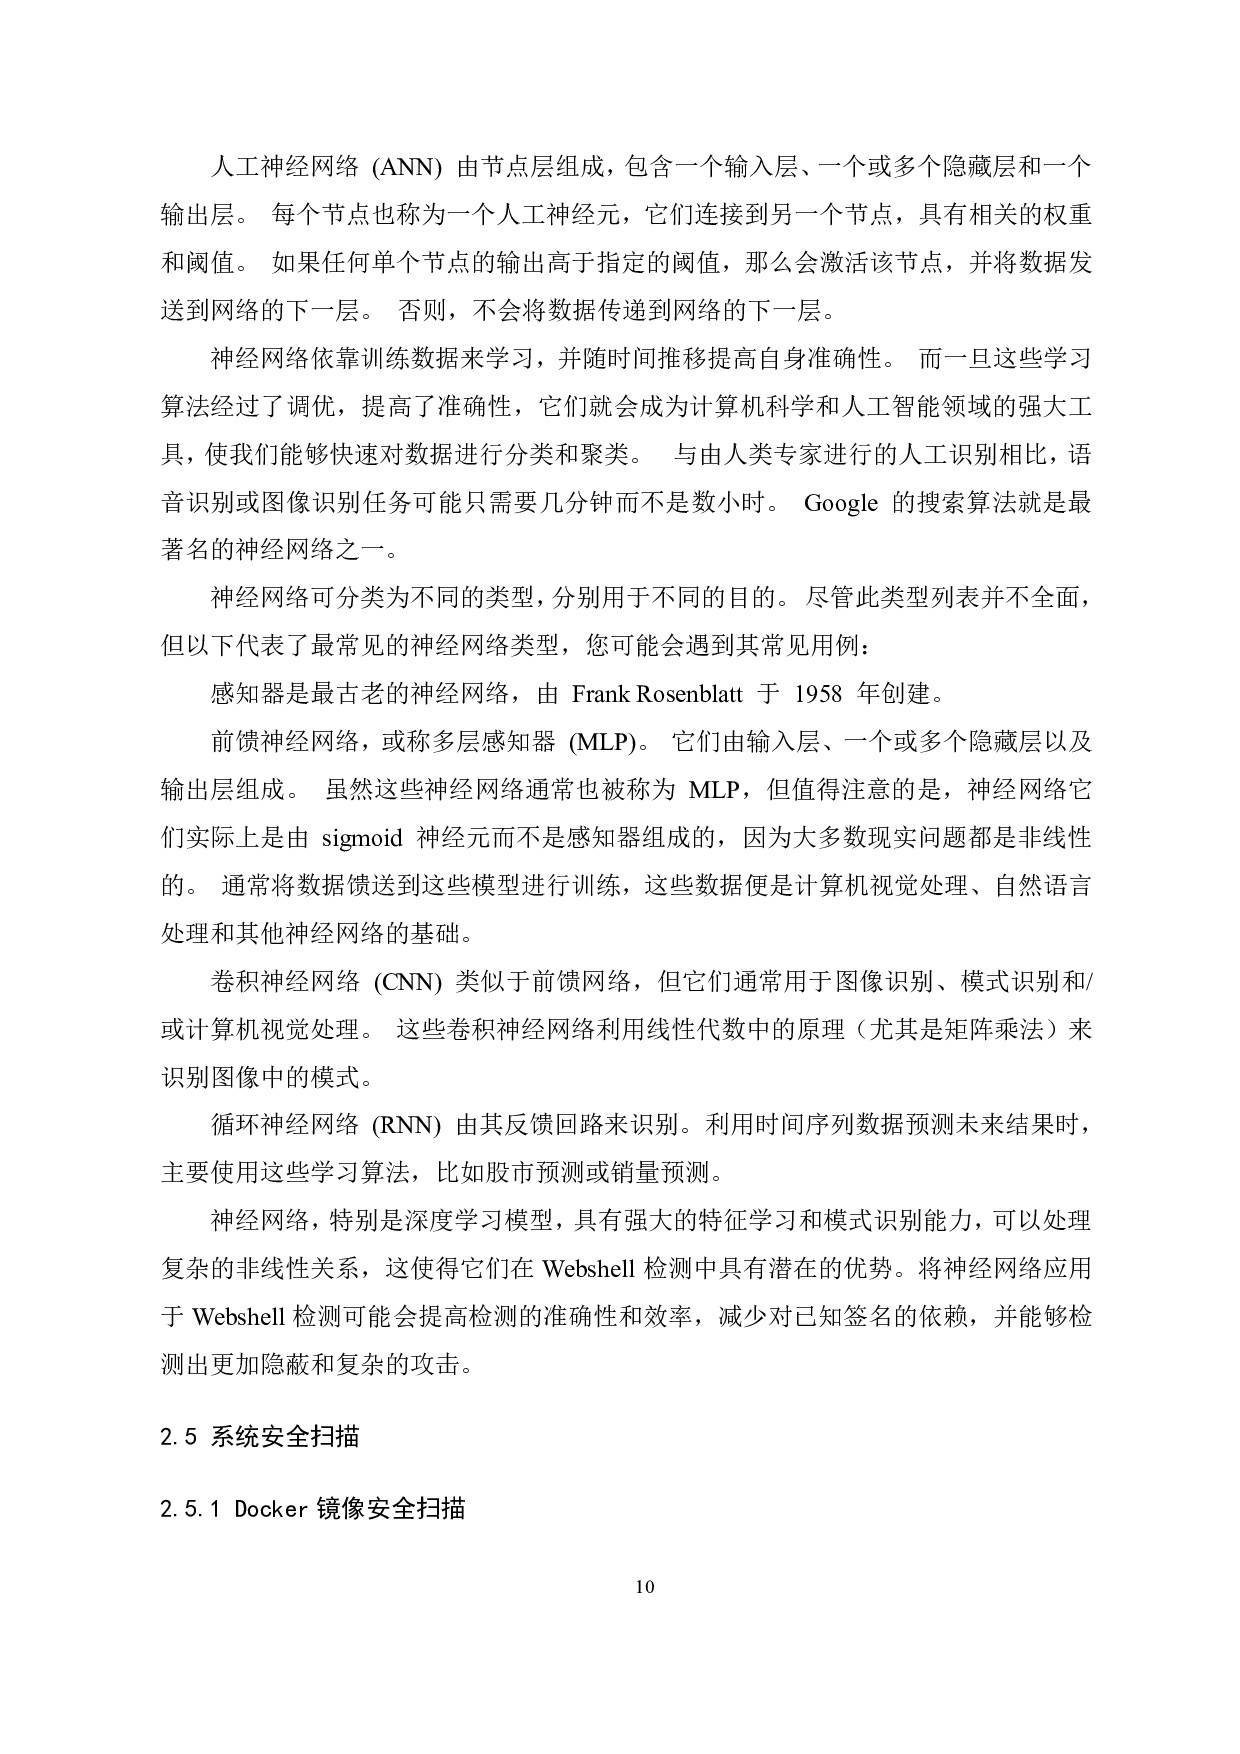 人工神经网络 (ANN) 由节点层组成，包含一个输入层、一个或多个隐藏层和一个
输出层。 每个节点也称为一个人工神经元，它们连接到另一个节点，具有相关的权重
和阈值。 如果任何单个节点的输出高于指定的阈值，那么会激活该节点，并将数据发
送到网络的下一层。 否则，不会将数据传递到网络的下一层。
神经网络依靠训练数据来学习，并随时间推移提高自身准确性。 而一旦这些学习
算法经过了调优，提高了准确性，它们就会成为计算机科学和人工智能领域的强大工
具，使我们能够快速对数据进行分类和聚类。 与由人类专家进行的人工识别相比，语
音识别或图像识别任务可能只需要几分钟而不是数小时。 Google 的搜索算法就是最
著名的神经网络之一。
神经网络可分类为不同的类型，分别用于不同的目的。 尽管此类型列表并不全面，
但以下代表了最常见的神经网络类型，您可能会遇到其常见用例：
感知器是最古老的神经网络，由 Frank Rosenblatt 于 1958 年创建。
前馈神经网络，或称多层感知器 (MLP)。 它们由输入层、一个或多个隐藏层以及
输出层组成。 虽然这些神经网络通常也被称为 MLP，但值得注意的是，神经网络它
们实际上是由 sigmoid 神经元而不是感知器组成的，因为大多数现实问题都是非线性
的。 通常将数据馈送到这些模型进行训练，这些数据便是计算机视觉处理、自然语言
处理和其他神经网络的基础。
卷积神经网络 (CNN) 类似于前馈网络，但它们通常用于图像识别、模式识别和/
或计算机视觉处理。 这些卷积神经网络利用线性代数中的原理（尤其是矩阵乘法）来
识别图像中的模式。
循环神经网络 (RNN) 由其反馈回路来识别。利用时间序列数据预测未来结果时，
主要使用这些学习算法，比如股市预测或销量预测。
神经网络，特别是深度学习模型，具有强大的特征学习和模式识别能力，可以处理
复杂的非线性关系，这使得它们在 Webshell 检测中具有潜在的优势。将神经网络应用
于 Webshell 检测可能会提高检测的准确性和效率，减少对已知签名的依赖，并能够检
测出更加隐蔽和复杂的攻击。
2.5 系统安全扫描
2.5.1 Docker 镜像安全扫描
10